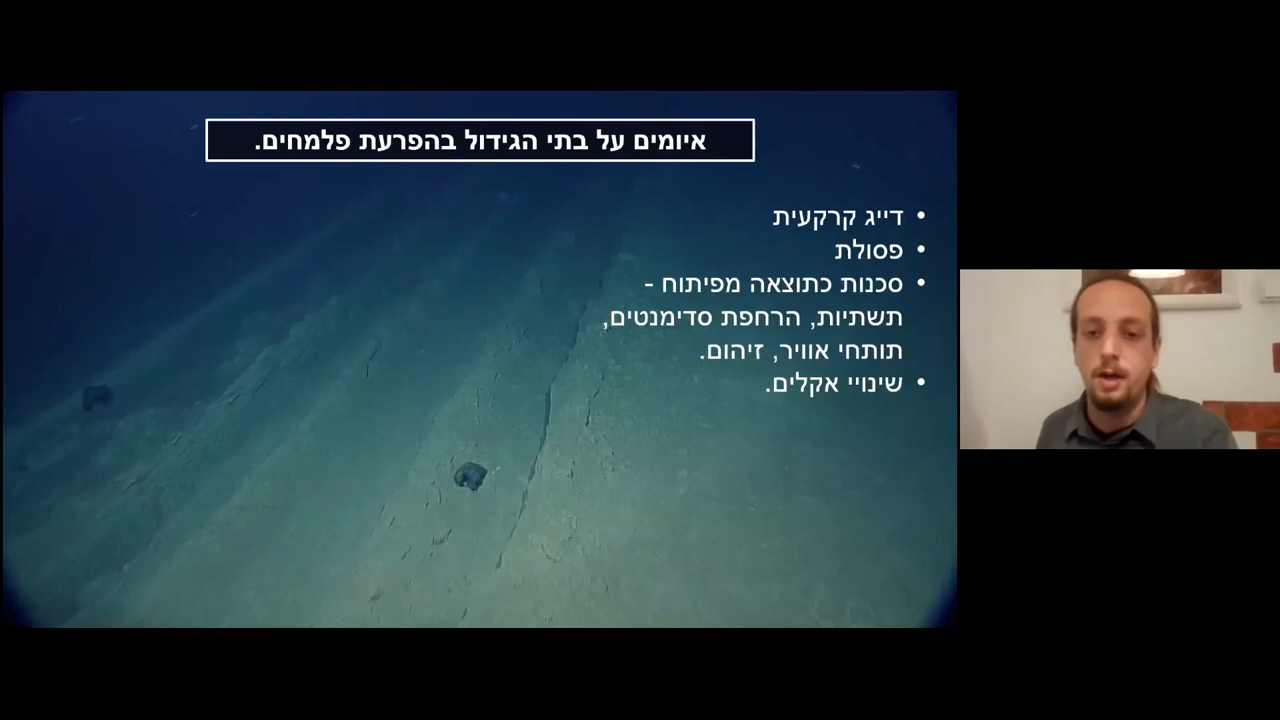 איומים על בתי הגידול בהפרעת פלמחים.
• דייג קרקעית
• פסולת
• סכנות כתוצאה מפיתוח -
תשתיות, הרחפת סדימנטים,
תותחי אוויר, זיהום.
• שינויי אקלים.